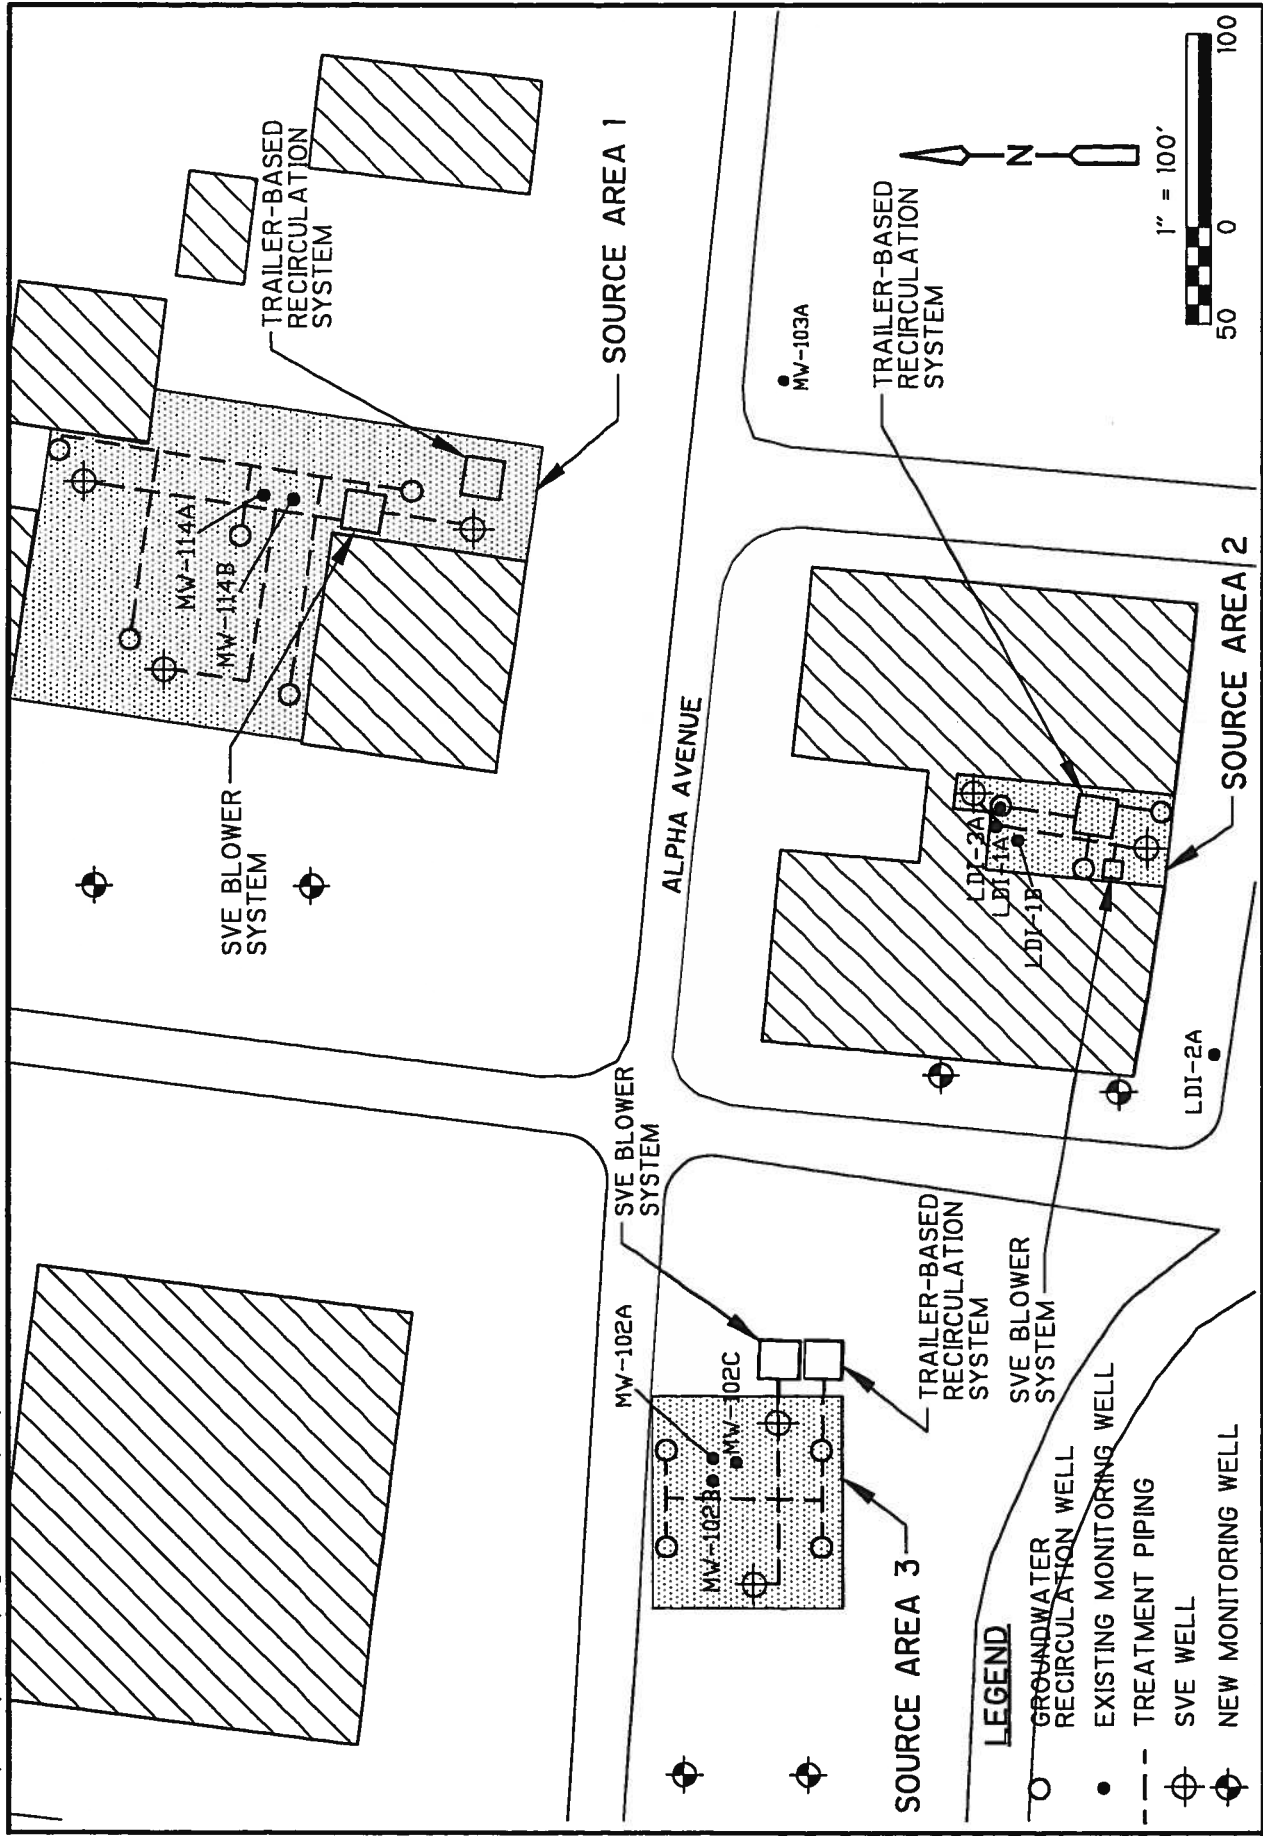 TRAILER-BASED
RECIRCULATION
SYSTEM
SOURCE AREA 1
MW-114A
MW-114B
SVE BLOWER
SYSTEM
ALPHA AVENUE
MW-103A
TRAILER-BASED
RECIRCULATION
SYSTEM
N
1" = 100'
50
0
100
LDI-3A
LDI-1A
LDI-1B
SOURCE AREA 2
LDI-2A
SVE BLOWER
SYSTEM
MW-102A
MW-102B
MW-102C
TRAILER-BASED
RECIRCULATION
SYSTEM
SVE BLOWER
SYSTEM
SOURCE AREA 3
LEGEND
GROUNDWATER
RECIRCULATION WELL
EXISTING MONITORING WELL
TREATMENT PIPING
SVE WELL
NEW MONITORING WELL